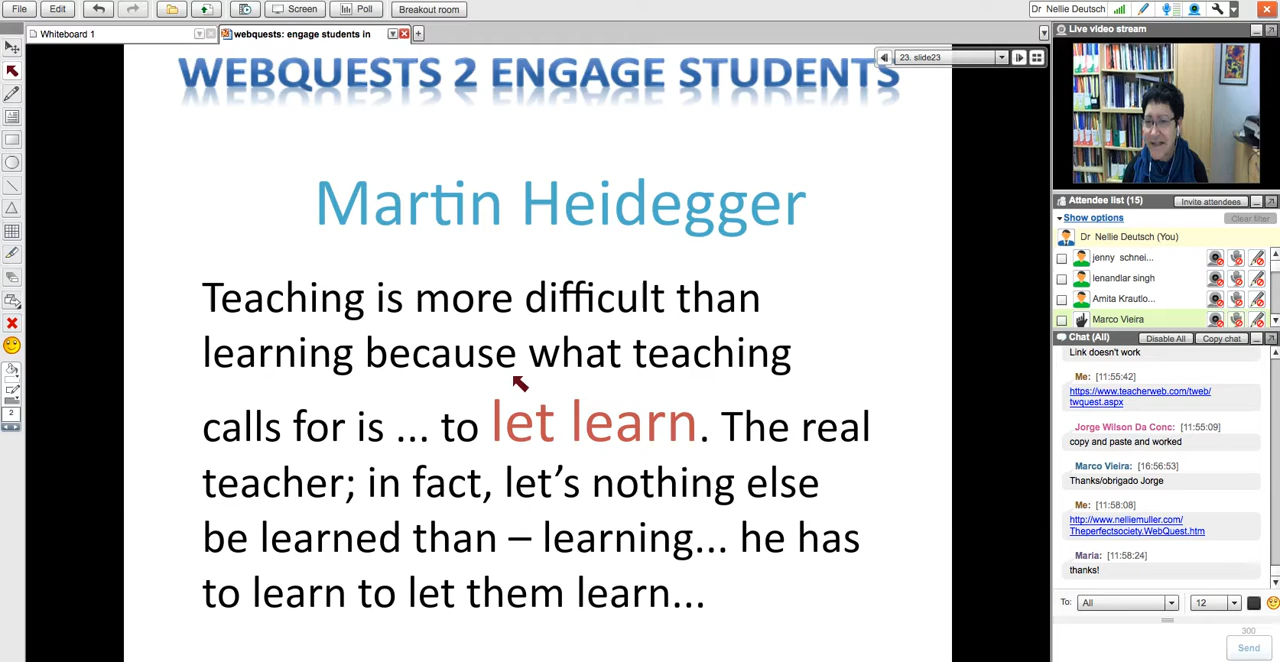 File
Edit
Screen
Poll
Breakout room
Dr Nellie Deutsch
Whiteboard 1
webquests: engage students in
23. slide23
WEBQUESTS 2 ENGAGE STUDENTS
Martin Heidegger
Teaching is more difficult than
learning because what teaching
calls for is ... to let learn. The real
teacher; in fact, let’s nothing else
be learned than – learning... he has
to learn to let them learn...
2
Live video stream
Attendee list (15)
Invite attendees
Show options
Clear filter
Dr Nellie Deutsch (You)
jenny schnei...
lenandlar singh
Amita Krautlo...
Marco Vieira
Chat (All)
Disable All
Copy chat
Link doesn't work
Me: [11:55:42]
https://www.teacherweb.com/tweb/
twquest.aspx
Jorge Wilson Da Conc: [11:55:09]
copy and paste and worked
Marco Vieira: [16:56:53]
Thanks/obrigado Jorge
Me: [11:58:08]
http://www.nelliemuller.com/
Theperfectsociety.WebQuest.htm
Maria: [11:58:24]
thanks!
To: All 12
300
Send